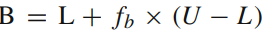 B = L + f_b × (U − L)